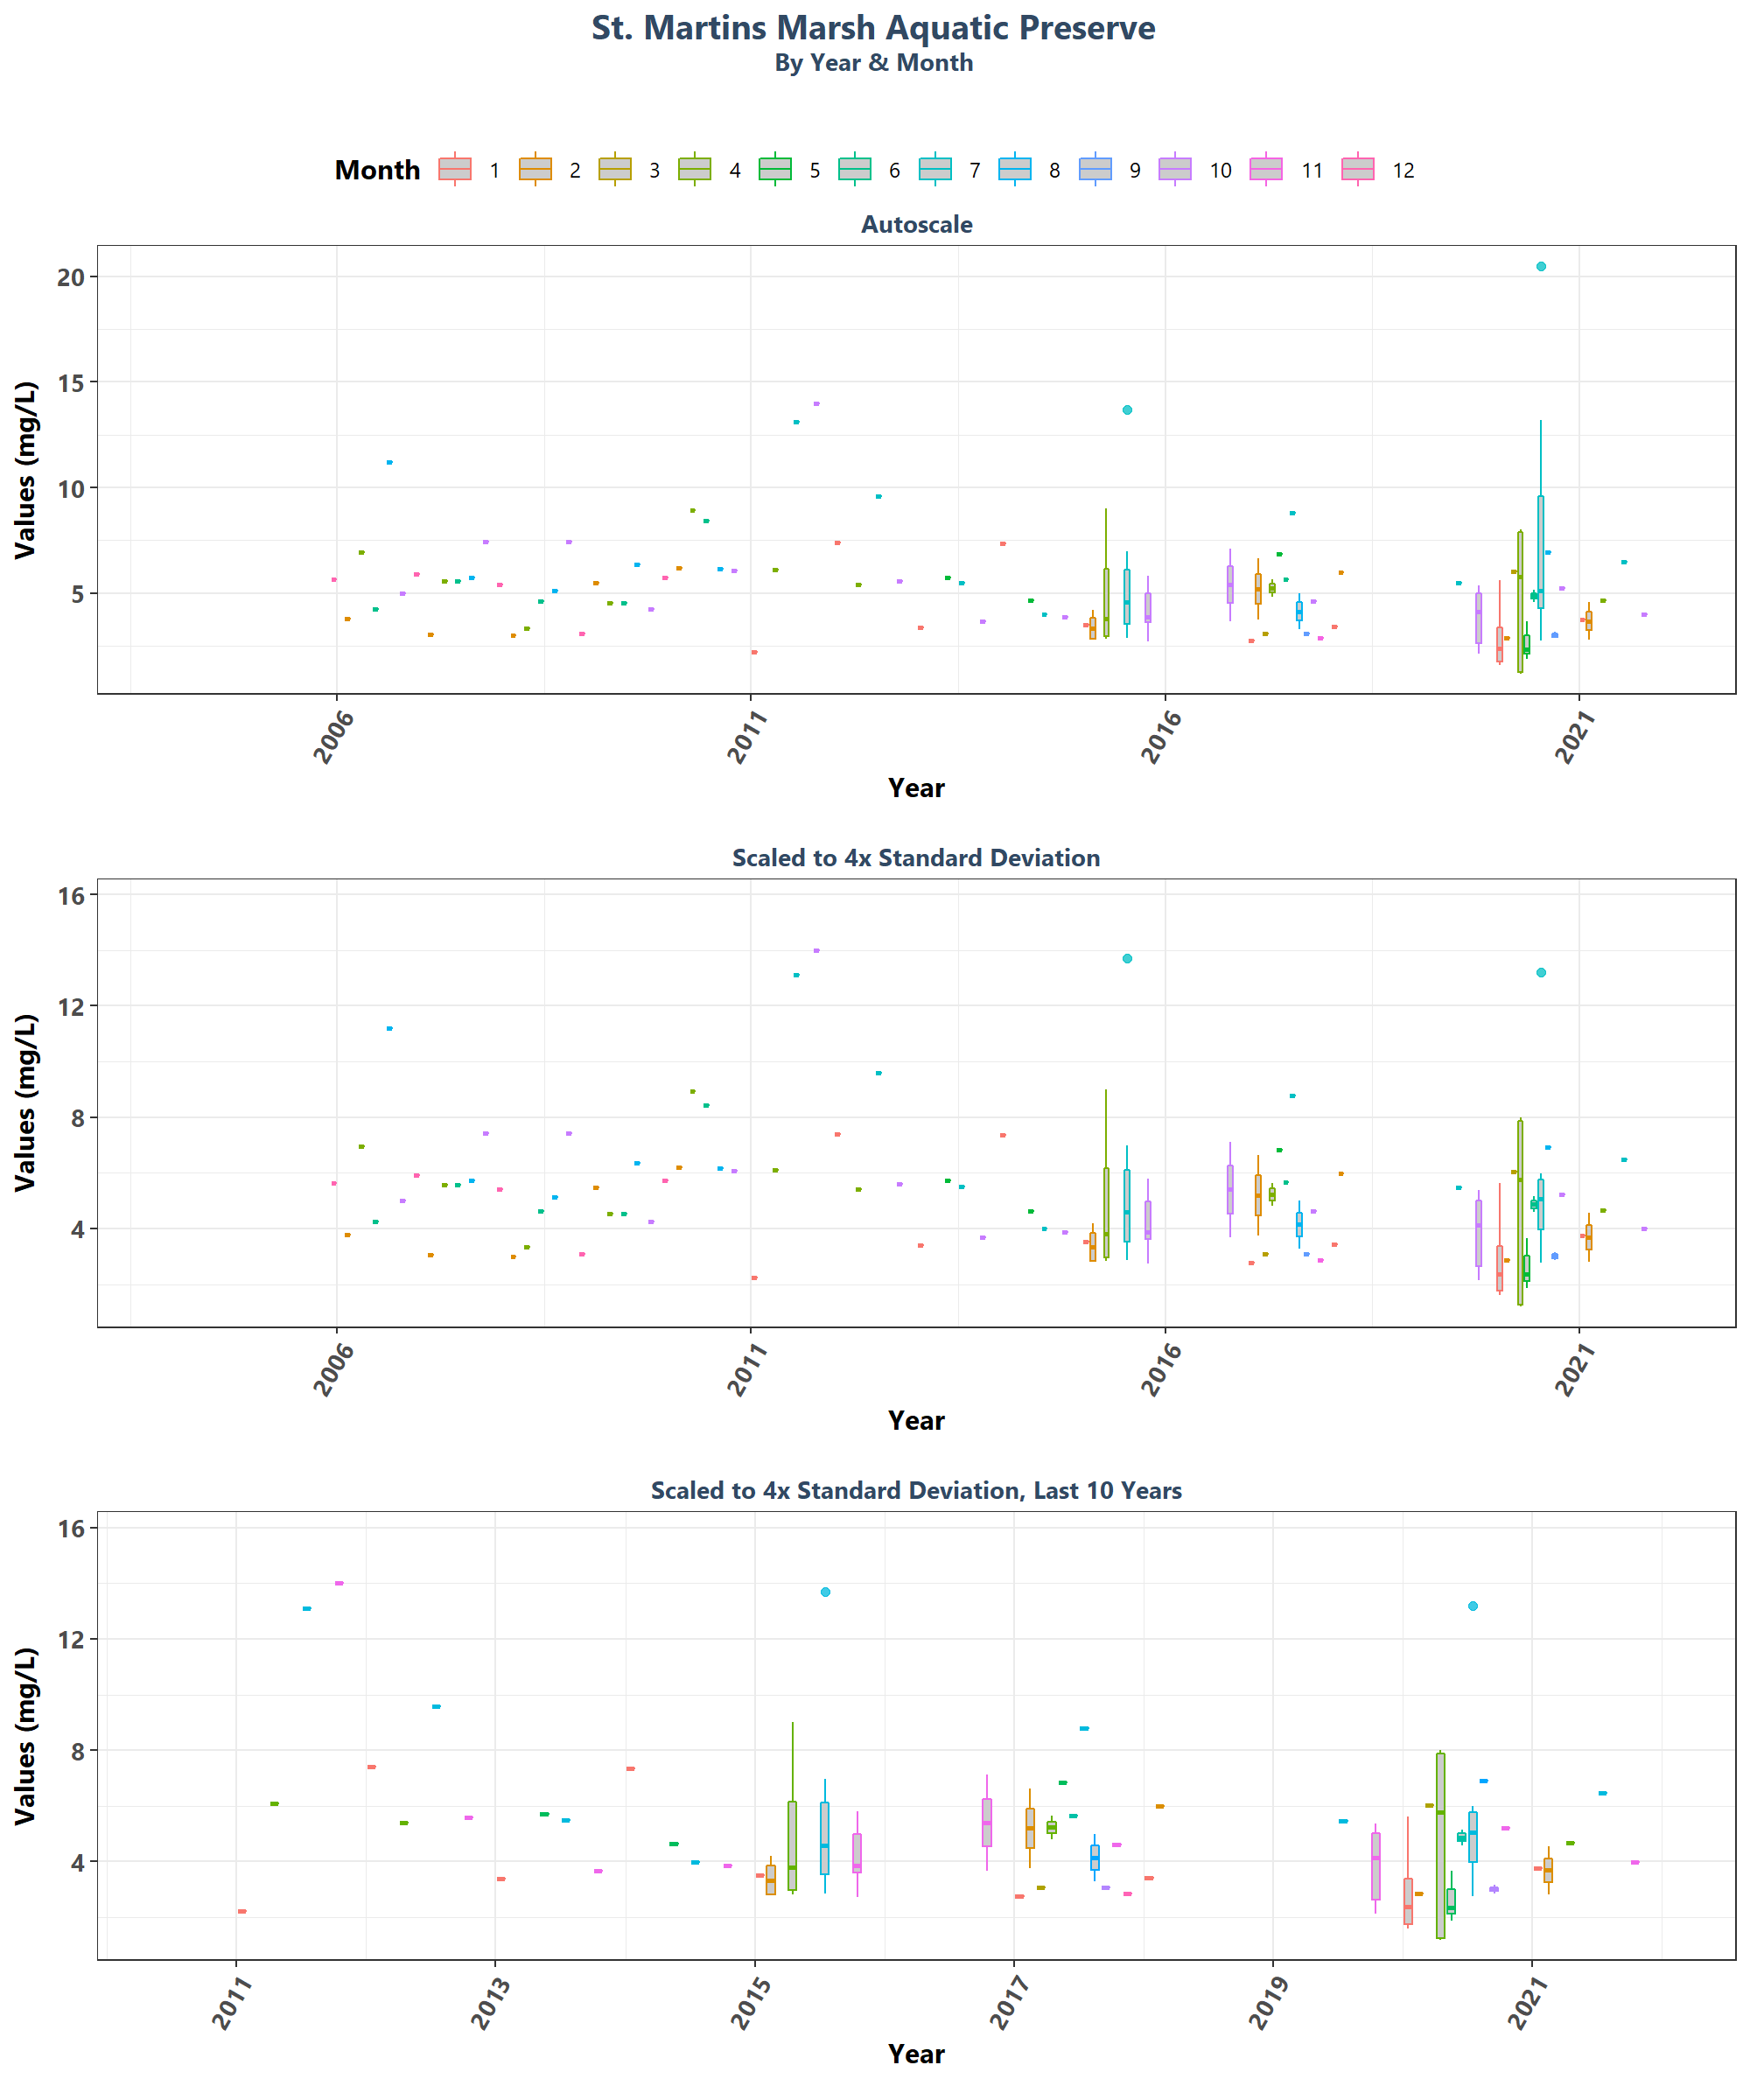 St. Martins Marsh Aquatic Preserve
By Year & Month
Month 1 2 3 4 5 6 7 8 9 10 11 12
Autoscale
20
15
10
5
Values (mg/L)
2006 2011 2016 2021
Year
Scaled to 4x Standard Deviation
16
12
8
4
Values (mg/L)
2006 2011 2016 2021
Year
Scaled to 4x Standard Deviation, Last 10 Years
16
12
8
4
Values (mg/L)
2011 2013 2015 2017 2019 2021
Year